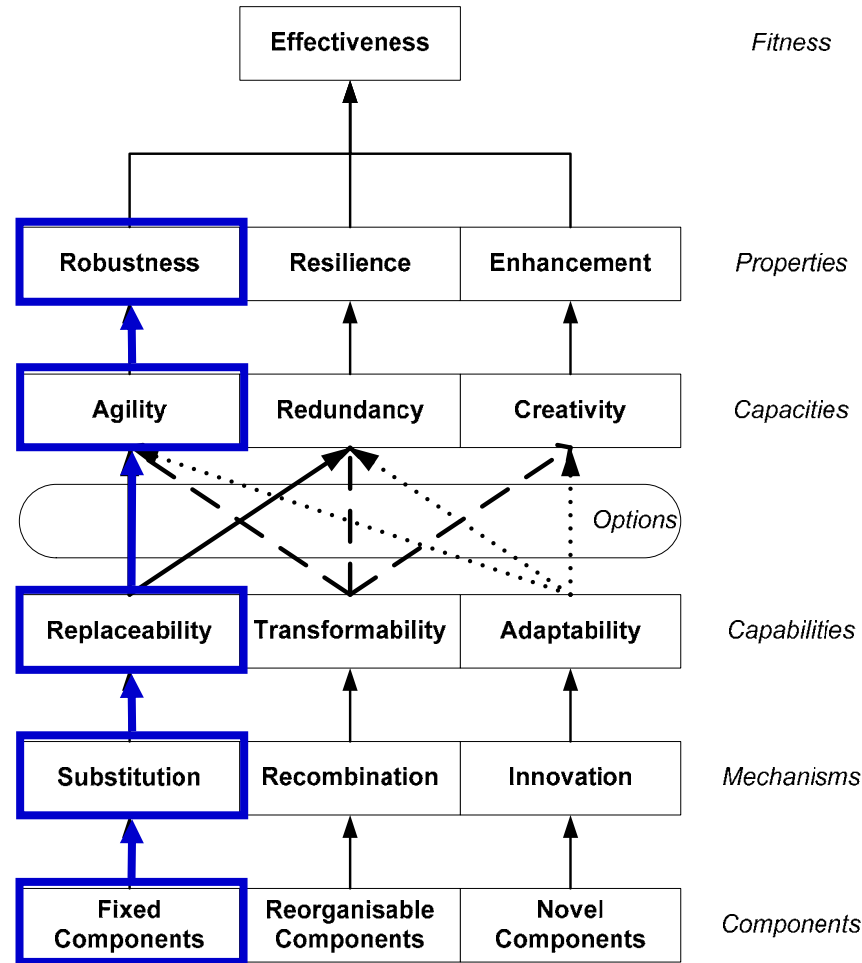 Effectiveness
Fitness
Robustness
Resilience
Enhancement
Properties
Agility
Redundancy
Creativity
Capacities
Options
Replaceability
Transformability
Adaptability
Capabilities
Substitution
Recombination
Innovation
Mechanisms
Fixed
Components
Reorganisable
Components
Novel
Components
Components